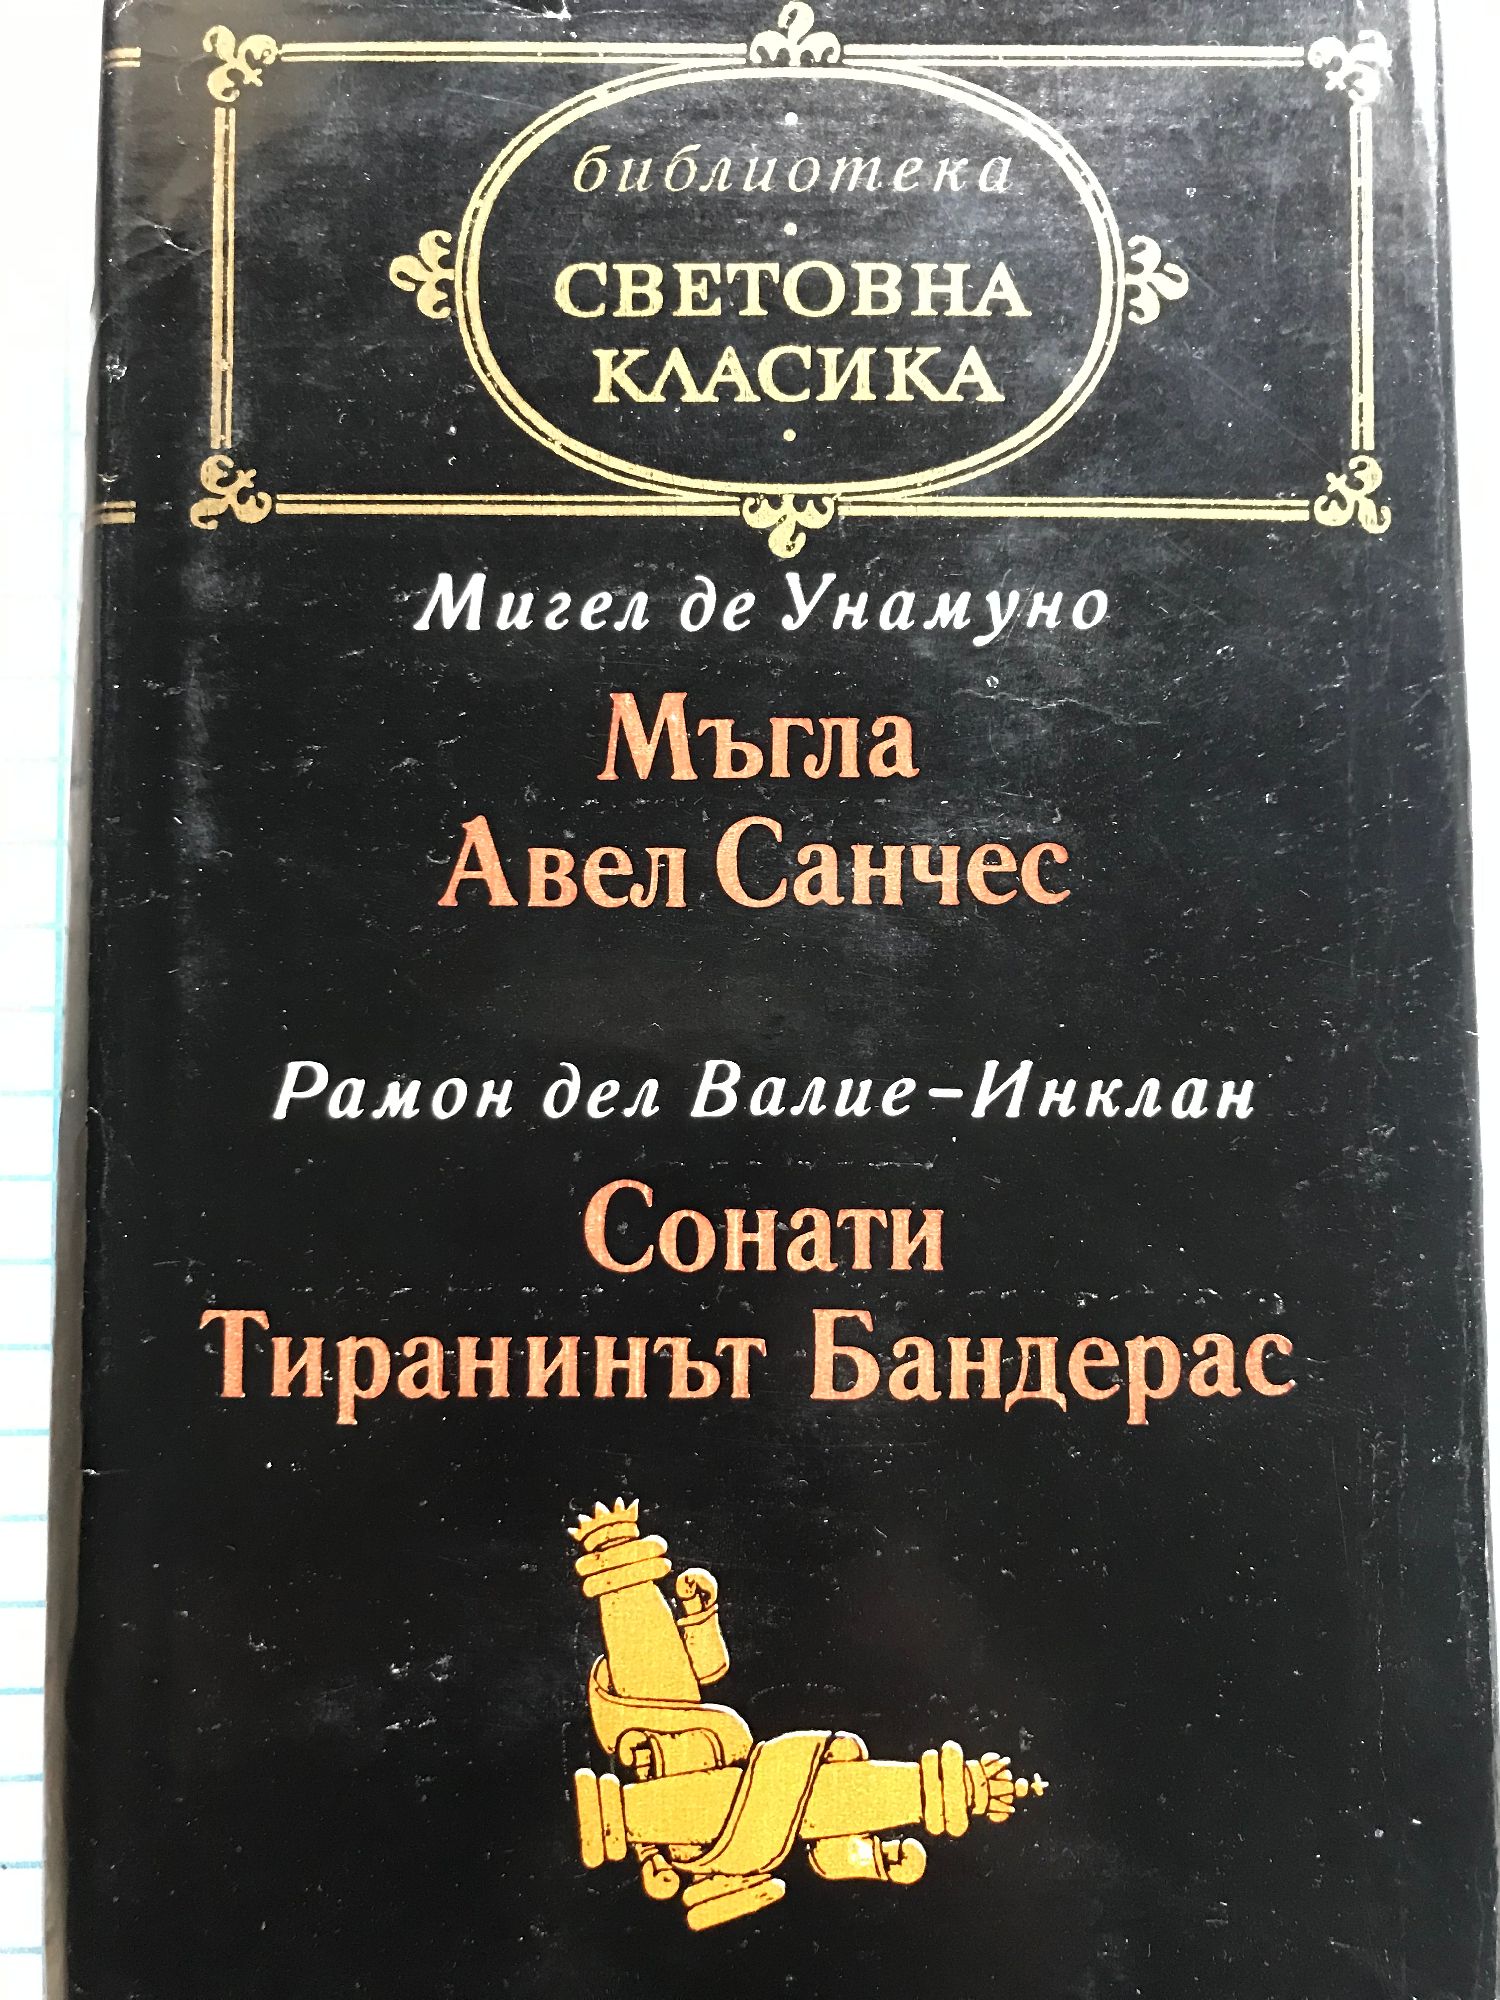 библиотека
СВЕТОВНА
КЛАСИКА
Мигел де Унамуно
Мъгла
Авел Санчес
Рамон дел Валие-Инклан
Сонати
Тиранинът Бандерас